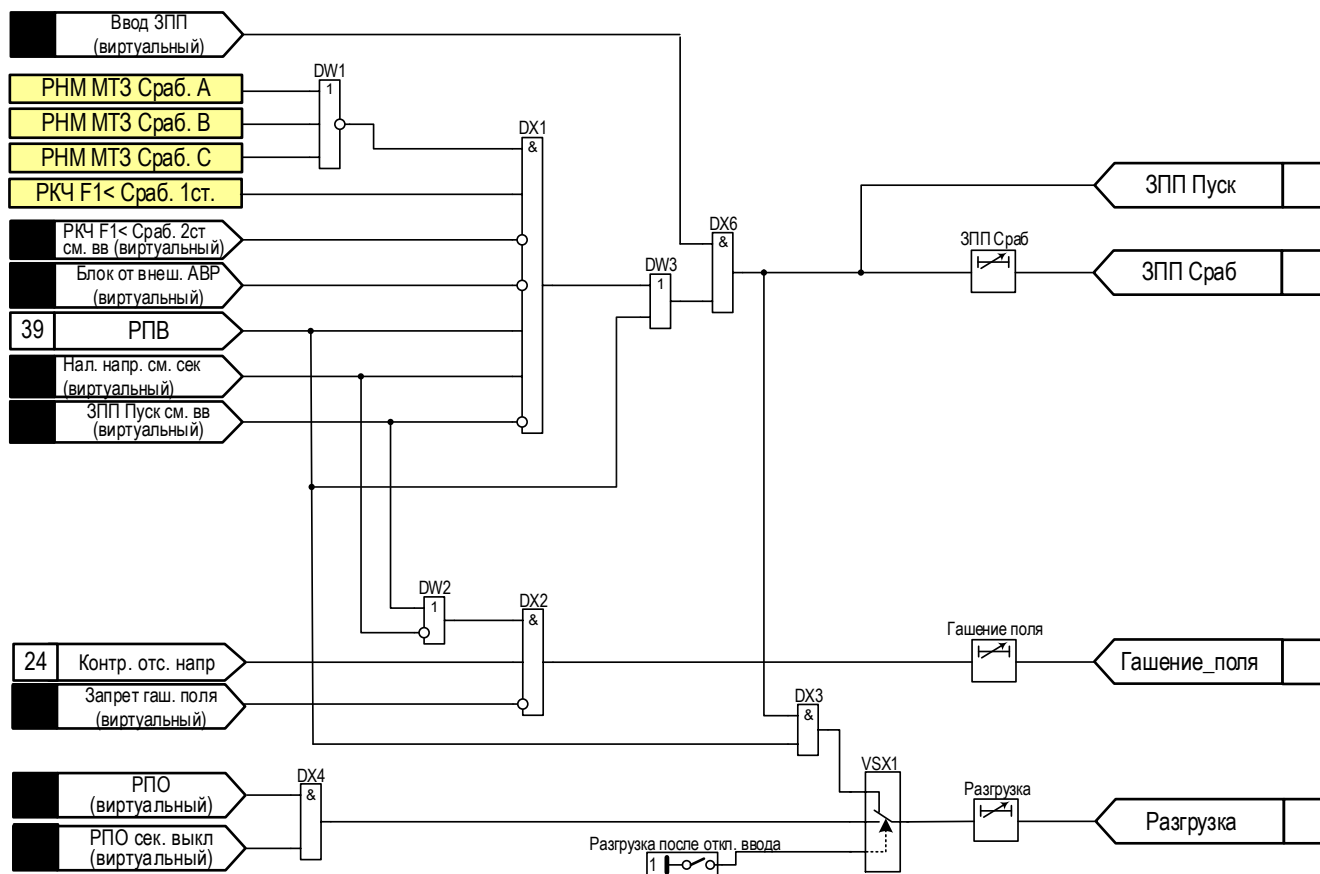 Ввод ЗПП
(виртуальный)
DW1
РНМ МТЗ Сраб. А
1
РНМ МТЗ Сраб. В
РНМ МТЗ Сраб. С
DX1
&
РКЧ F1< Сраб. 1ст.
ЗПП Пуск
РКЧ F1< Сраб. 2ст
см. вв (виртуальный)
DX6
&
ЗПП Сраб
Блок от внеш. АВР
(виртуальный)
DW3
1
ЗПП Сраб
39 РПВ
Нал. напр. см. сек
(виртуальный)
ЗПП Пуск см. вв
(виртуальный)
DW2
1
DX2
&
Гашение поля
24 Контр. отс. напр
Гашение_поля
Запрет гаш. поля
(виртуальный)
DX3
&
РПО
(виртуальный)
DX4
&
VSX1
Разгрузка
Разгрузка
РПО сек. выкл
(виртуальный)
Разгрузка после откл. ввода
1